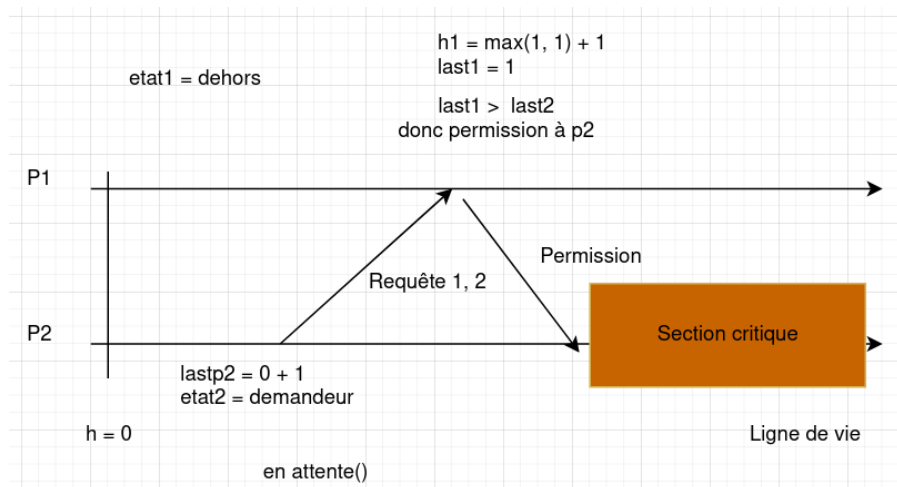 h1 = max(1, 1) + 1
last1 = 1
etat1 = dehors
last1 > last2
donc permission à p2
P1
Permission
Requête 1, 2
P2
Section critique
lastp2 = 0 + 1
etat2 = demandeur
h = 0
Ligne de vie
en attente()